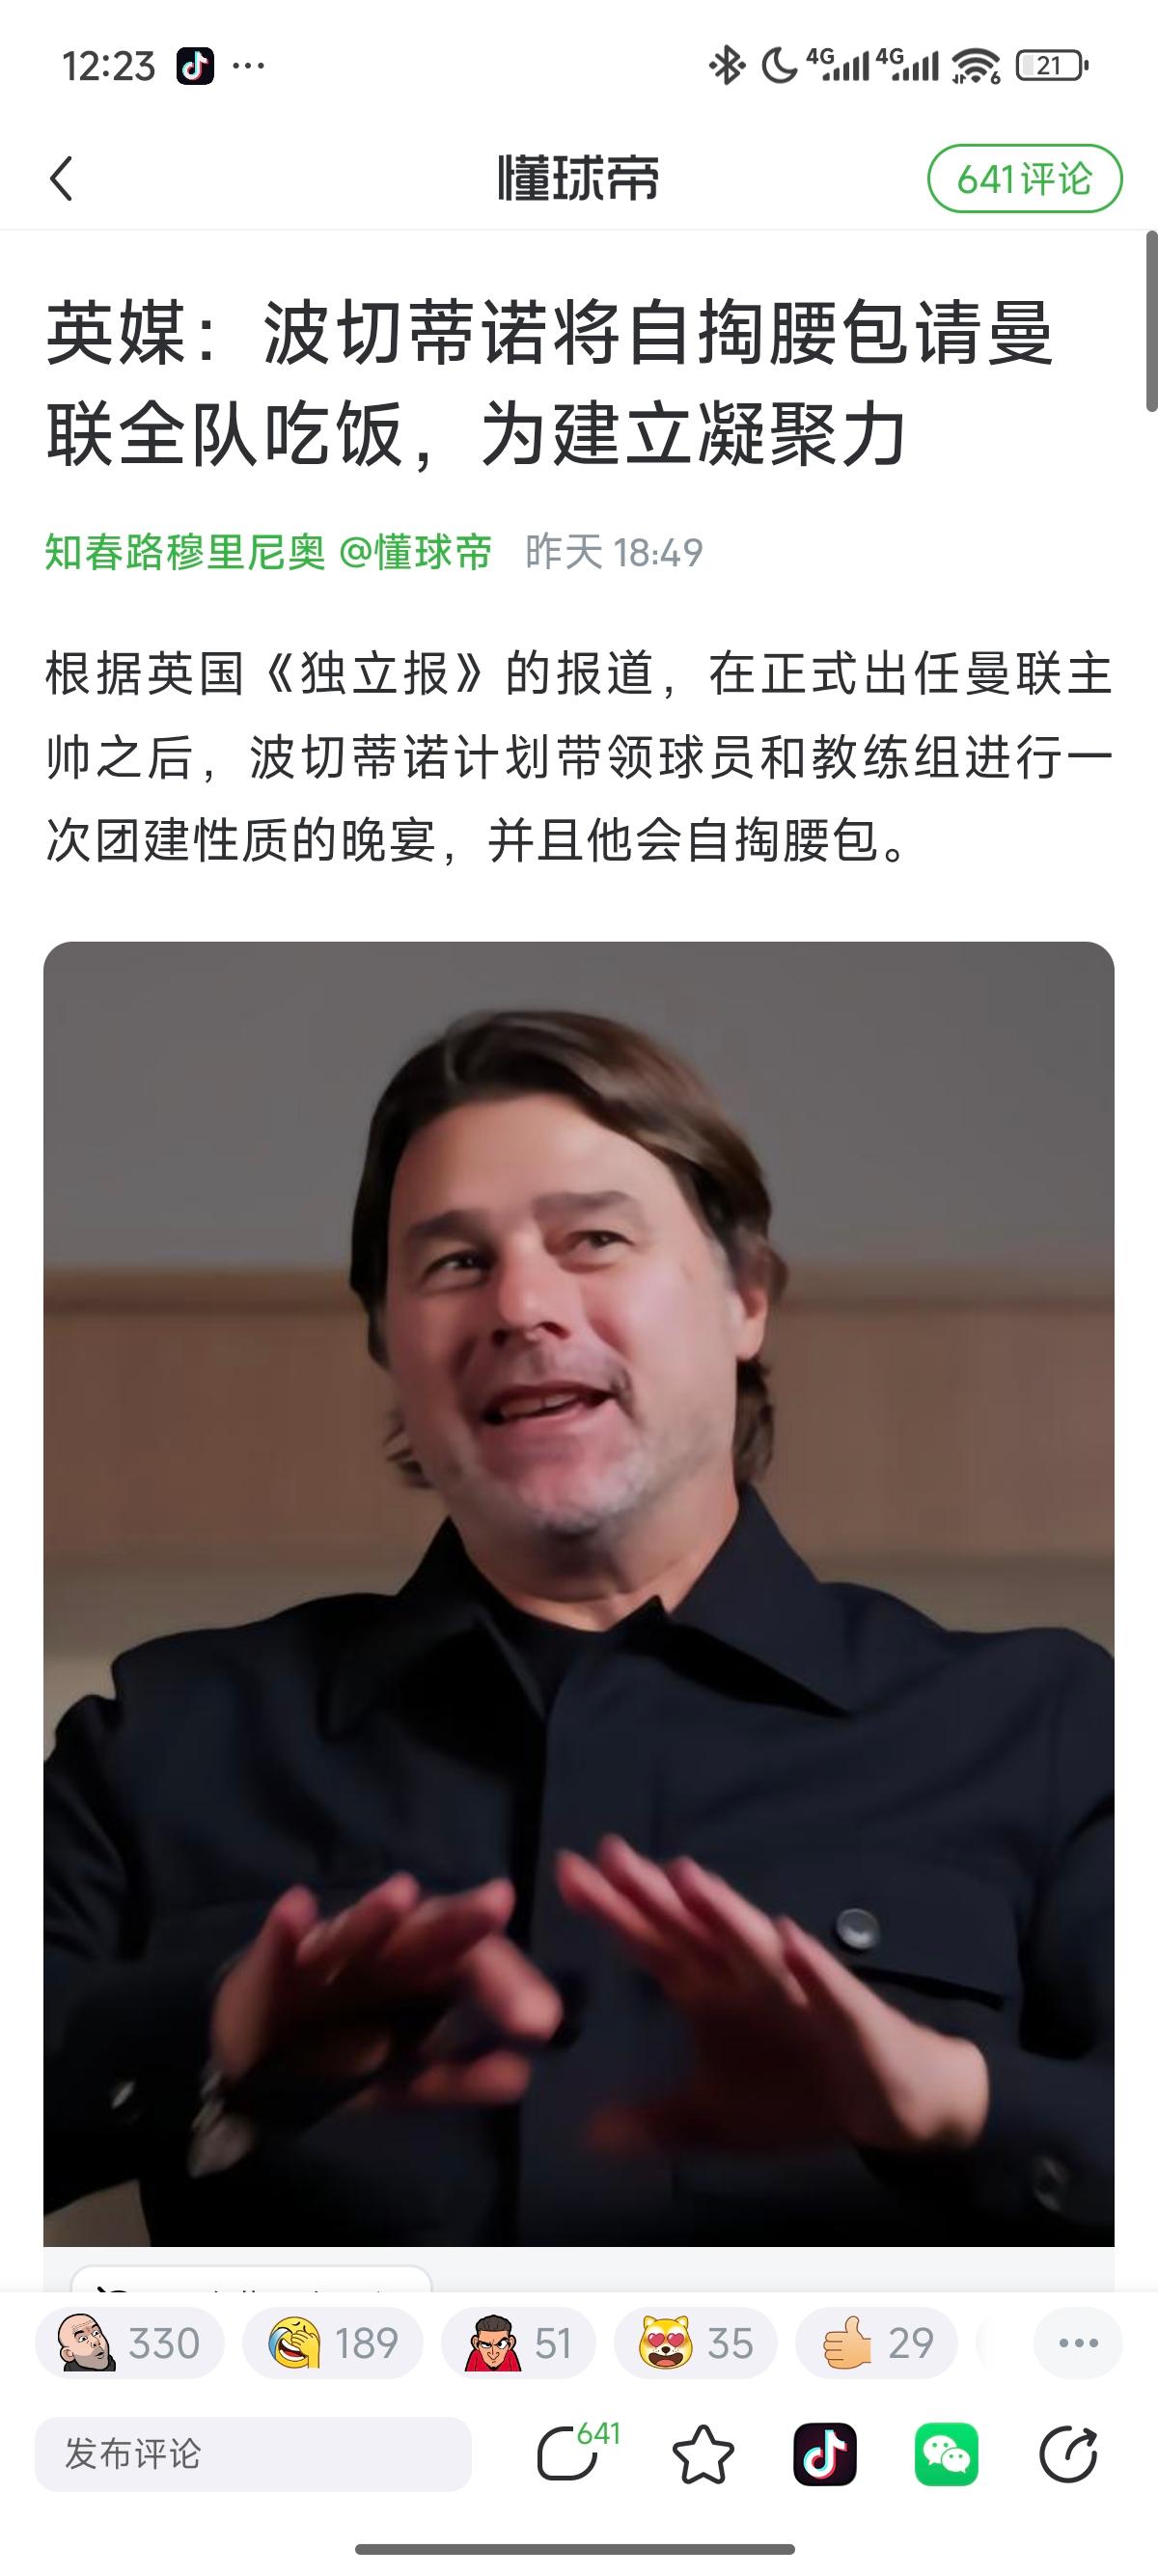 12:23
4G 4G 6 21
懂球帝
641评论
英媒：波切蒂诺将自掏腰包请曼
联全队吃饭，为建立凝聚力
知春路穆里尼奥 @懂球帝 昨天 18:49
根据英国《独立报》的报道，在正式出任曼联主
帅之后，波切蒂诺计划带领球员和教练组进行一
次团建性质的晚宴，并且他会自掏腰包。
330 189 51 35 29
发布评论
641